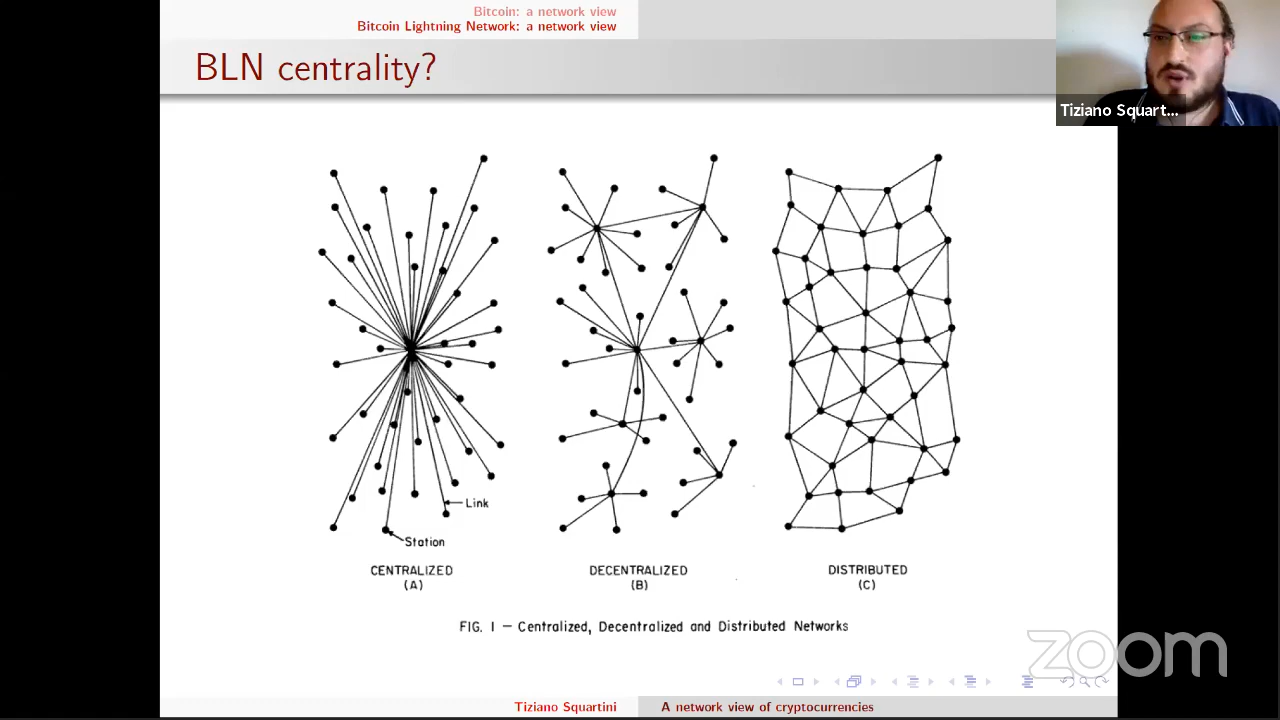 Bitcoin: a network view
Bitcoin Lightning Network: a network view
BLN centrality?
Tiziano Squart...
Link
Station
CENTRALIZED
(A)
DECENTRALIZED
(B)
DISTRIBUTED
(C)
FIG. 1 — Centralized, Decentralized and Distributed Networks
zoom
Tiziano Squartini
A network view of cryptocurrencies